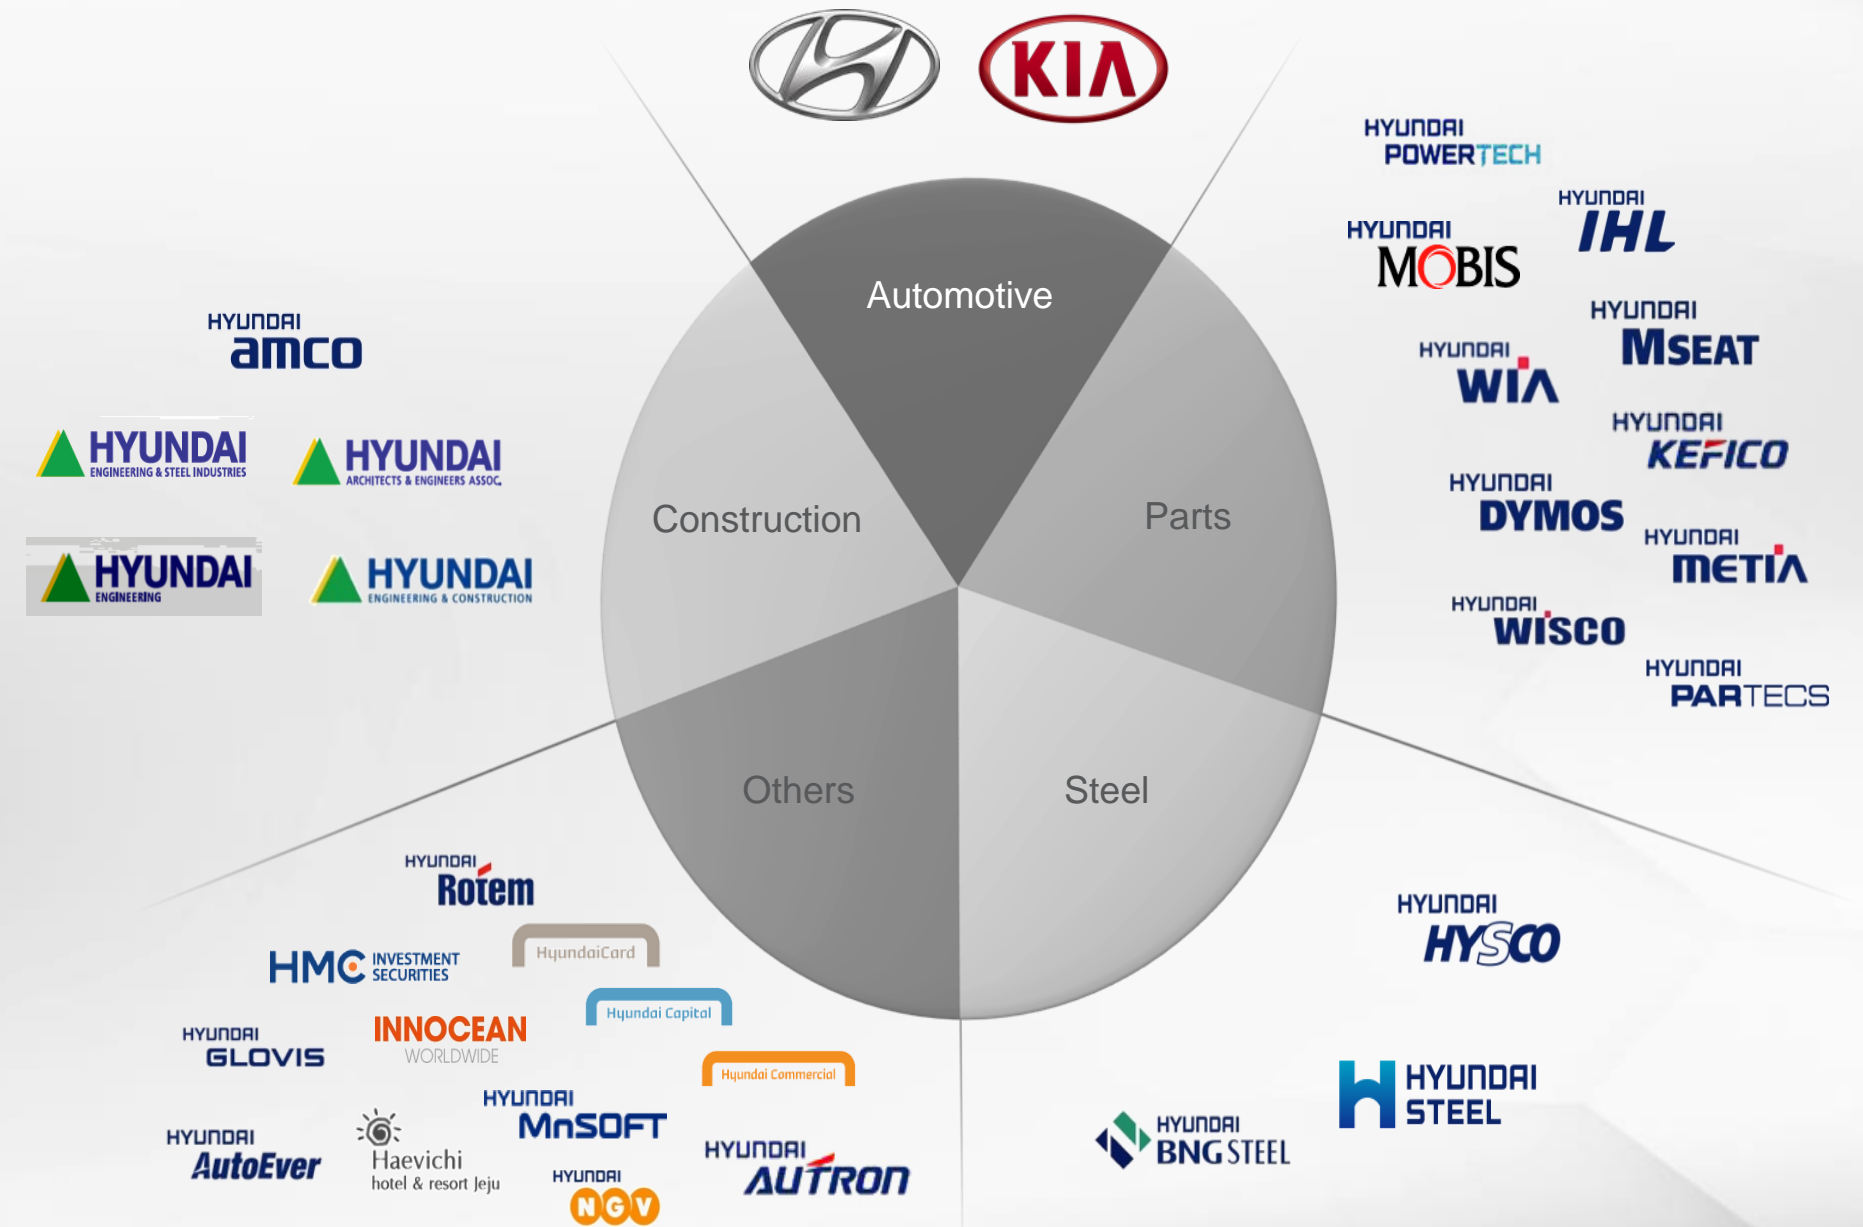 KIA
Automotive
Parts
Steel
Others
Construction
HYUNDAI
POWERTECH
HYUNDAI
IHL
HYUNDAI
MOBIS
HYUNDAI
MSEAT
HYUNDAI
WIA
HYUNDAI
KEFICO
HYUNDAI
DYMOS
HYUNDAI
METIA
HYUNDAI
WISCO
HYUNDAI
PARTECS
HYUNDAI
HYSCO
HYUNDAI
STEEL
HYUNDAI
BNG STEEL
HYUNDAI
Rotem
HyundaiCard
HMC INVESTMENT
SECURITIES
Hyundai Capital
INNOCEAN
WORLDWIDE
HYUNDAI
GLOVIS
Hyundai Commercial
HYUNDAI
MnSOFT
HYUNDAI
AutoEver
Haevichi
hotel & resort Jeju
HYUNDAI
AUTRON
HYUNDAI
NGV
HYUNDAI
amco
HYUNDAI
ENGINEERING & STEEL INDUSTRIES
HYUNDAI
ARCHITECTS & ENGINEERS ASSOC.
HYUNDAI
ENGINEERING
HYUNDAI
ENGINEERING & CONSTRUCTION